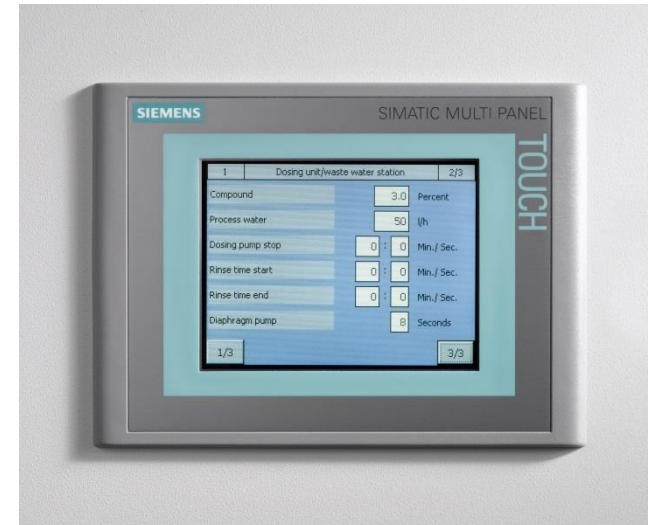 SIEMENS SIMATIC MULTI PANEL
TOUCH
1 Dosing unit/waste water station 2/3
Compound 3.0 Percent
Process water 50 l/h
Dosing pump stop 0 : 0 Min./ Sec.
Rinse time start 0 : 0 Min./ Sec.
Rinse time end 0 : 0 Min./ Sec.
Diaphragm pump 8 Seconds
1/3 3/3